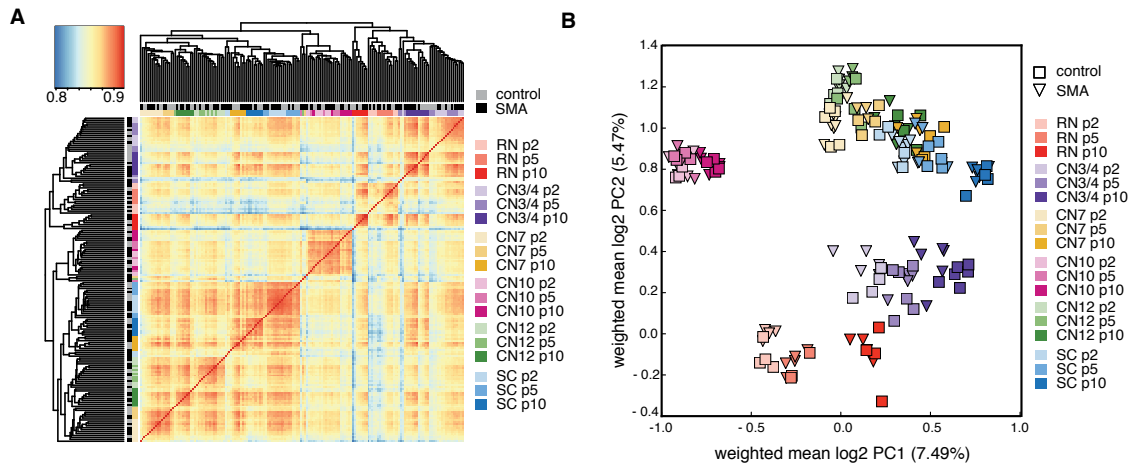 A
0.8
0.9
control
SMA
RN p2
RN p5
RN p10
CN3/4 p2
CN3/4 p5
CN3/4 p10
CN7 p2
CN7 p5
CN7 p10
CN10 p2
CN10 p5
CN10 p10
CN12 p2
CN12 p5
CN12 p10
SC p2
SC p5
SC p10
B
weighted mean log2 PC2 (5.47%)
1.4
1.2
1.0
0.8
0.6
0.4
0.2
0.0
- 0.2
- 0.4
-1.0
-0.5
0.0
0.5
1.0
weighted mean log2 PC1 (7.49%)
control
SMA
RN p2
RN p5
RN p10
CN3/4 p2
CN3/4 p5
CN3/4 p10
CN7 p2
CN7 p5
CN7 p10
CN10 p2
CN10 p5
CN10 p10
CN12 p2
CN12 p5
CN12 p10
SC p2
SC p5
SC p10